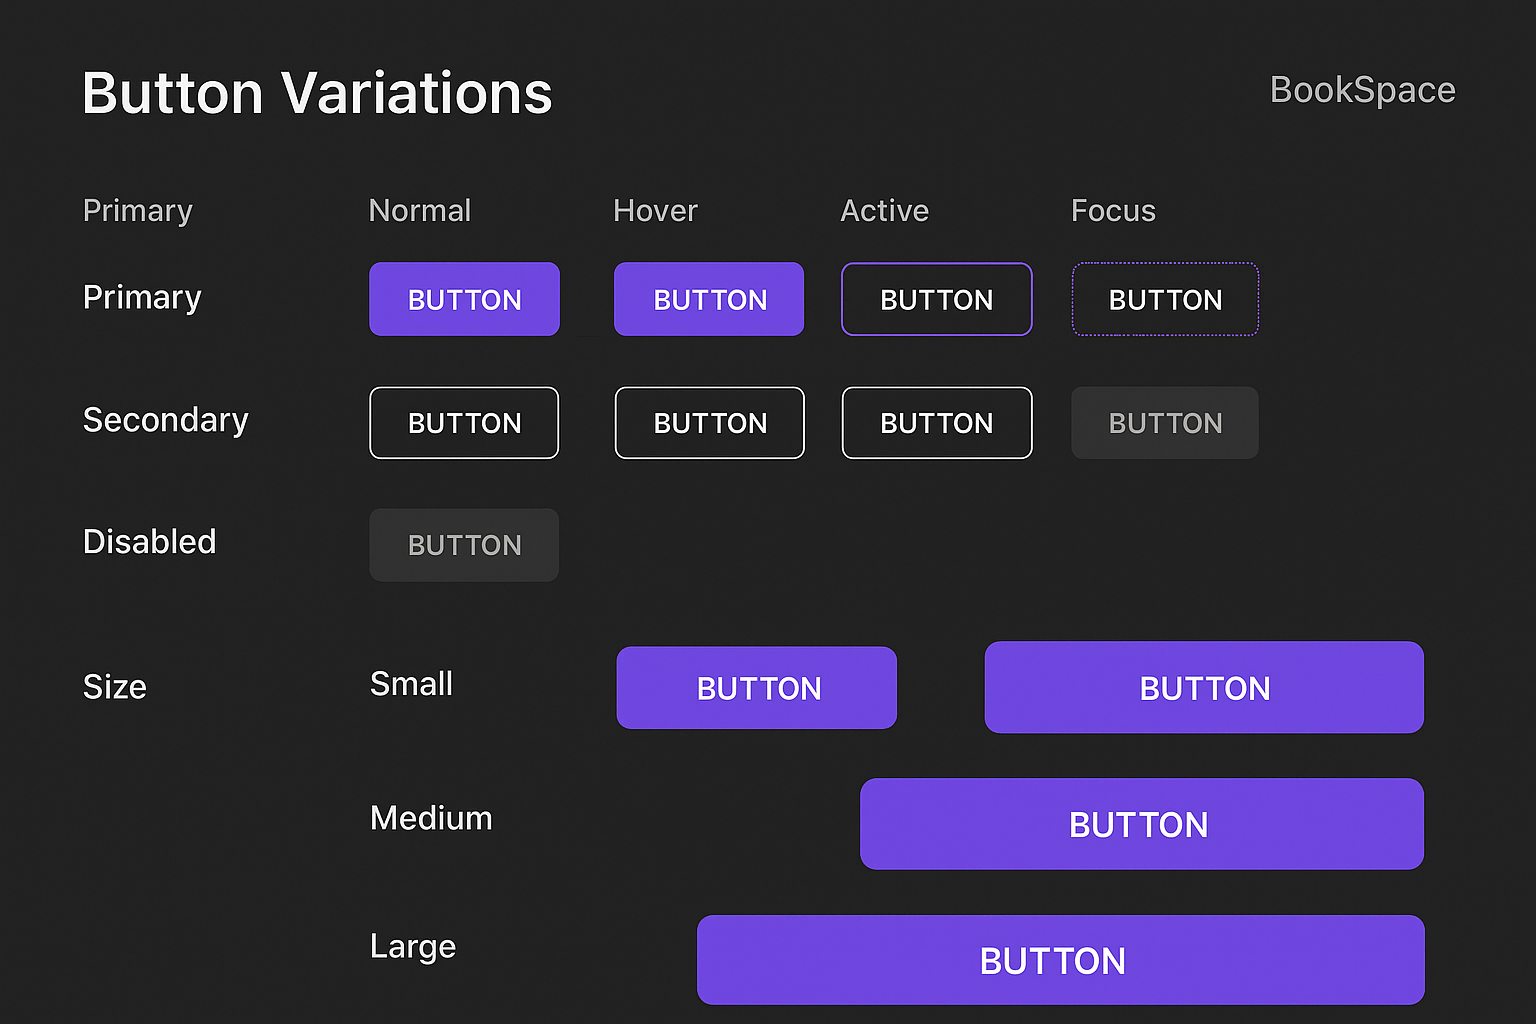 Button Variations
BookSpace
Primary Normal Hover Active Focus
Primary BUTTON BUTTON BUTTON BUTTON
Secondary BUTTON BUTTON BUTTON BUTTON
Disabled BUTTON
Size Small BUTTON BUTTON
Medium BUTTON
Large BUTTON